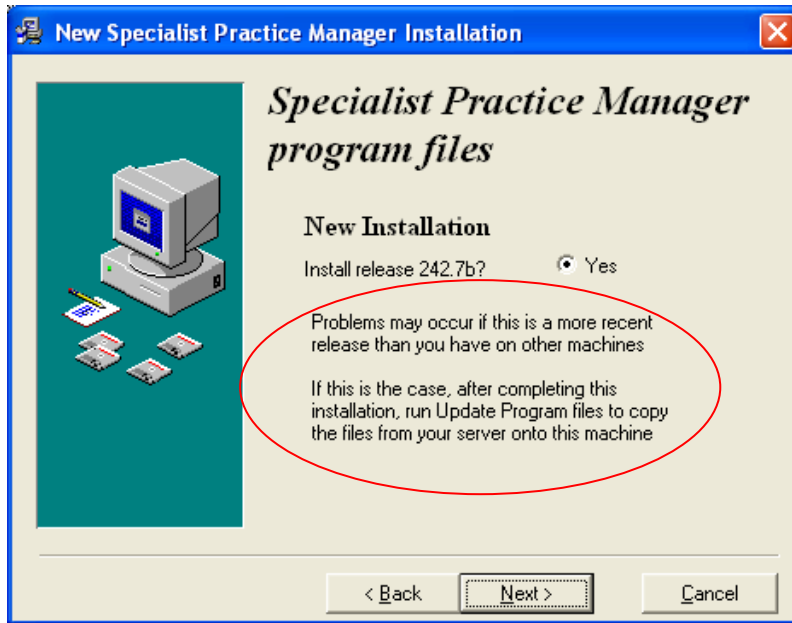 New Specialist Practice Manager Installation
Specialist Practice Manager
program files
New Installation
Install release 242.7b? Yes
Problems may occur if this is a more recent
release than you have on other machines
If this is the case, after completing this
installation, run Update Program files to copy
the files from your server onto this machine
< Back Next > Cancel